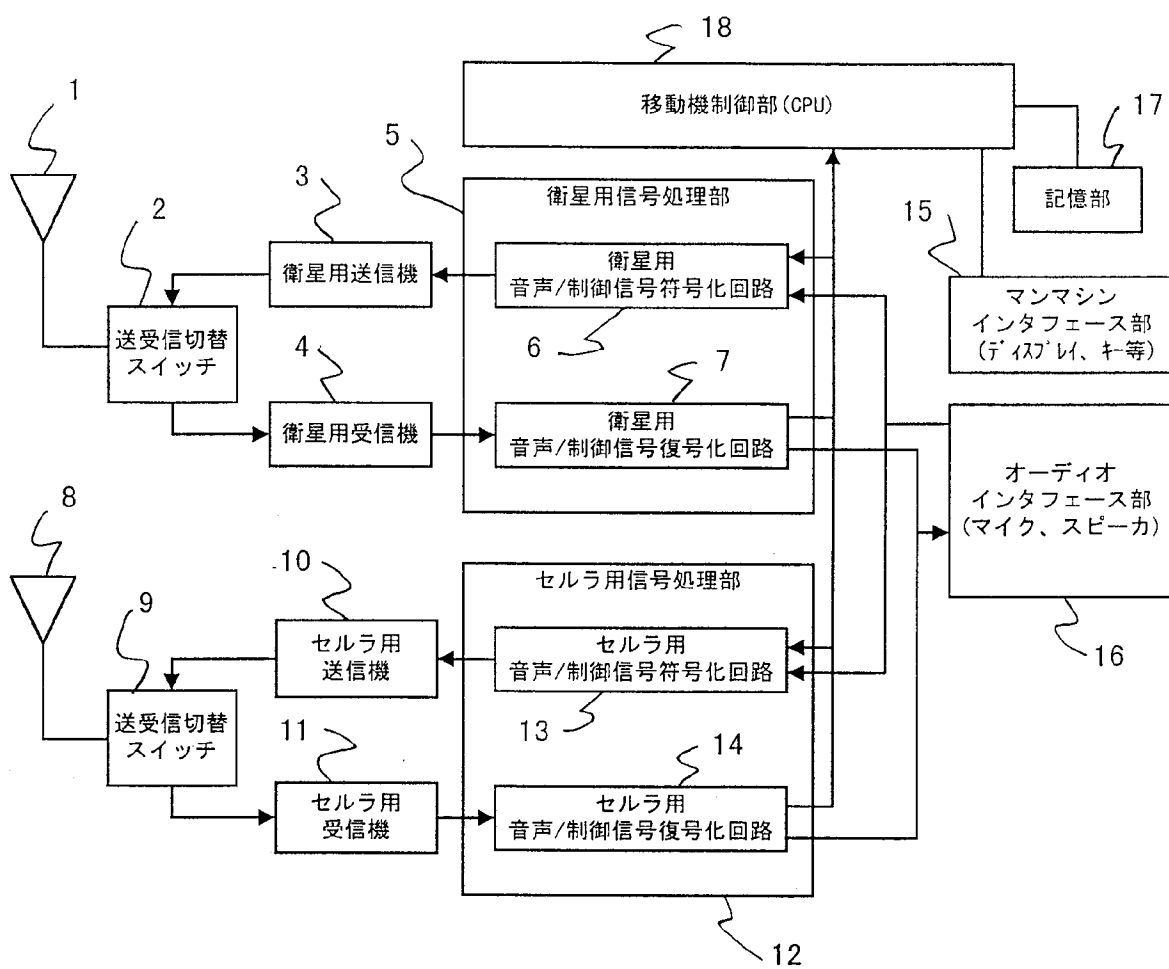 18
移動機制御部(CPU)
17
記憶部
1
5
3
衛星用信号処理部
15
2
衛星用送信機
衛星用
音声/制御信号符号化回路
マンマシン
インタフェース部
(ディスプレイ、キー等)
送受信切替
スイッチ
4
6
7
衛星用受信機
衛星用
音声/制御信号復号化回路
オーディオ
インタフェース部
(マイク、スピーカ)
8
10
セルラ用信号処理部
9
セルラ用
送信機
セルラ用
音声/制御信号符号化回路
16
送受信切替
スイッチ
11
13
14
セルラ用
受信機
セルラ用
音声/制御信号復号化回路
12